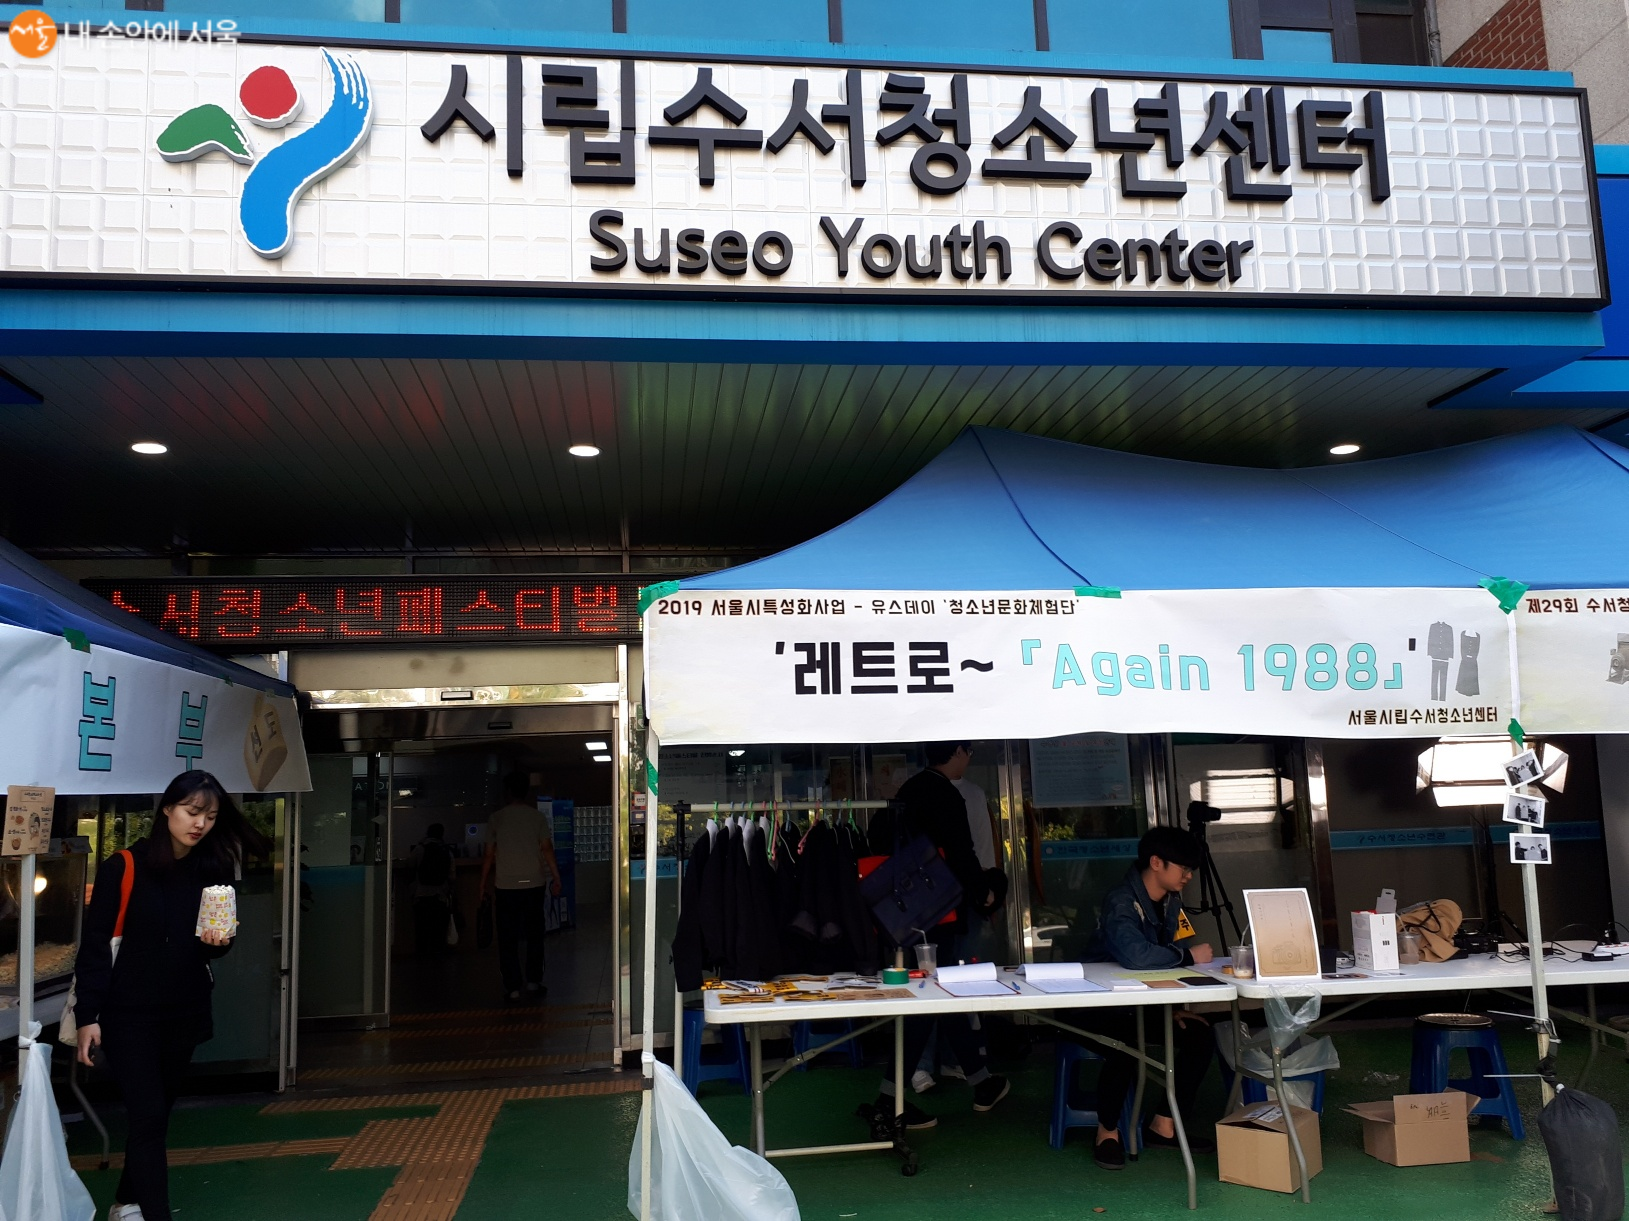 서울 내 손안에 서울
시립수서청소년센터
Suseo Youth Center
수서청소년페스티벌
2019 서울시특성화사업 - 유스데이 '청소년문화체험단'
'레트로~ 「Again 1988」'
서울시립수서청소년센터
제29회 수서청
본부